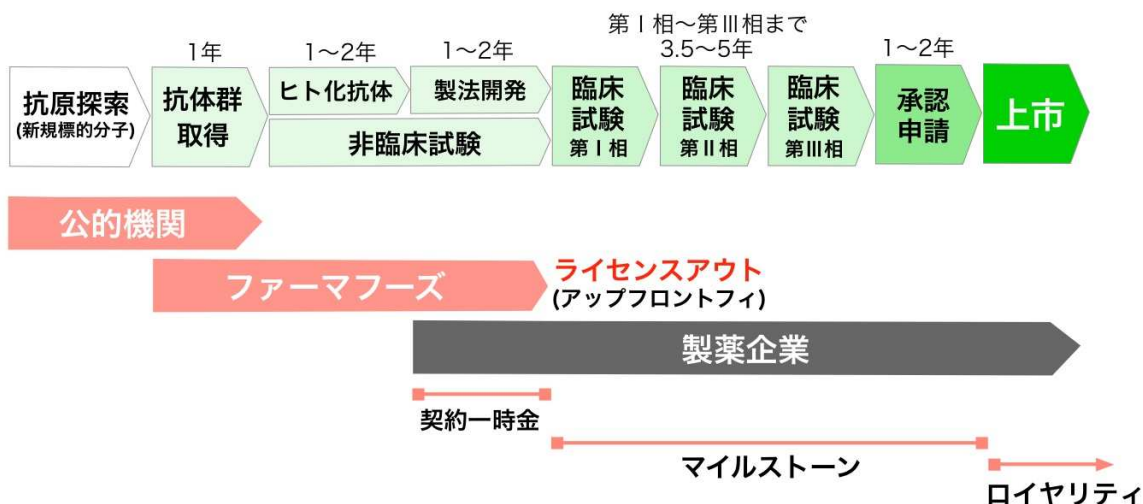 第Ⅰ相〜第Ⅲ相まで
1年
1〜2年
1〜2年
3.5〜5年
1〜2年
抗原探索
(新規標的分子)
抗体群
取得
ヒト化抗体
製法開発
非臨床試験
臨床
試験
第Ⅰ相
臨床
試験
第Ⅱ相
臨床
試験
第Ⅲ相
承認
申請
上市
公的機関
ファーマフーズ
ライセンスアウト
(アップフロントフィ)
製薬企業
契約一時金
マイルストーン
ロイヤリティ